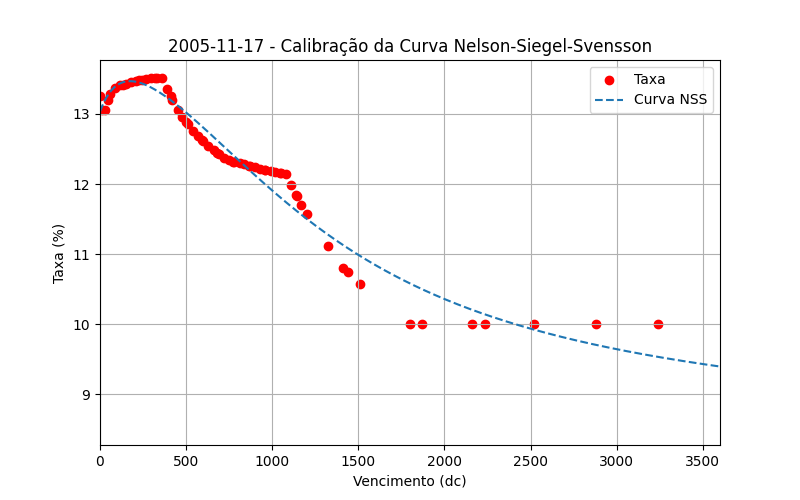 2005-11-17 - Calibração da Curva Nelson-Siegel-Svensson
Taxa
Curva NSS
Taxa (%)
13
12
11
10
9
0 500 1000 1500 2000 2500 3000 3500
Vencimento (dc)